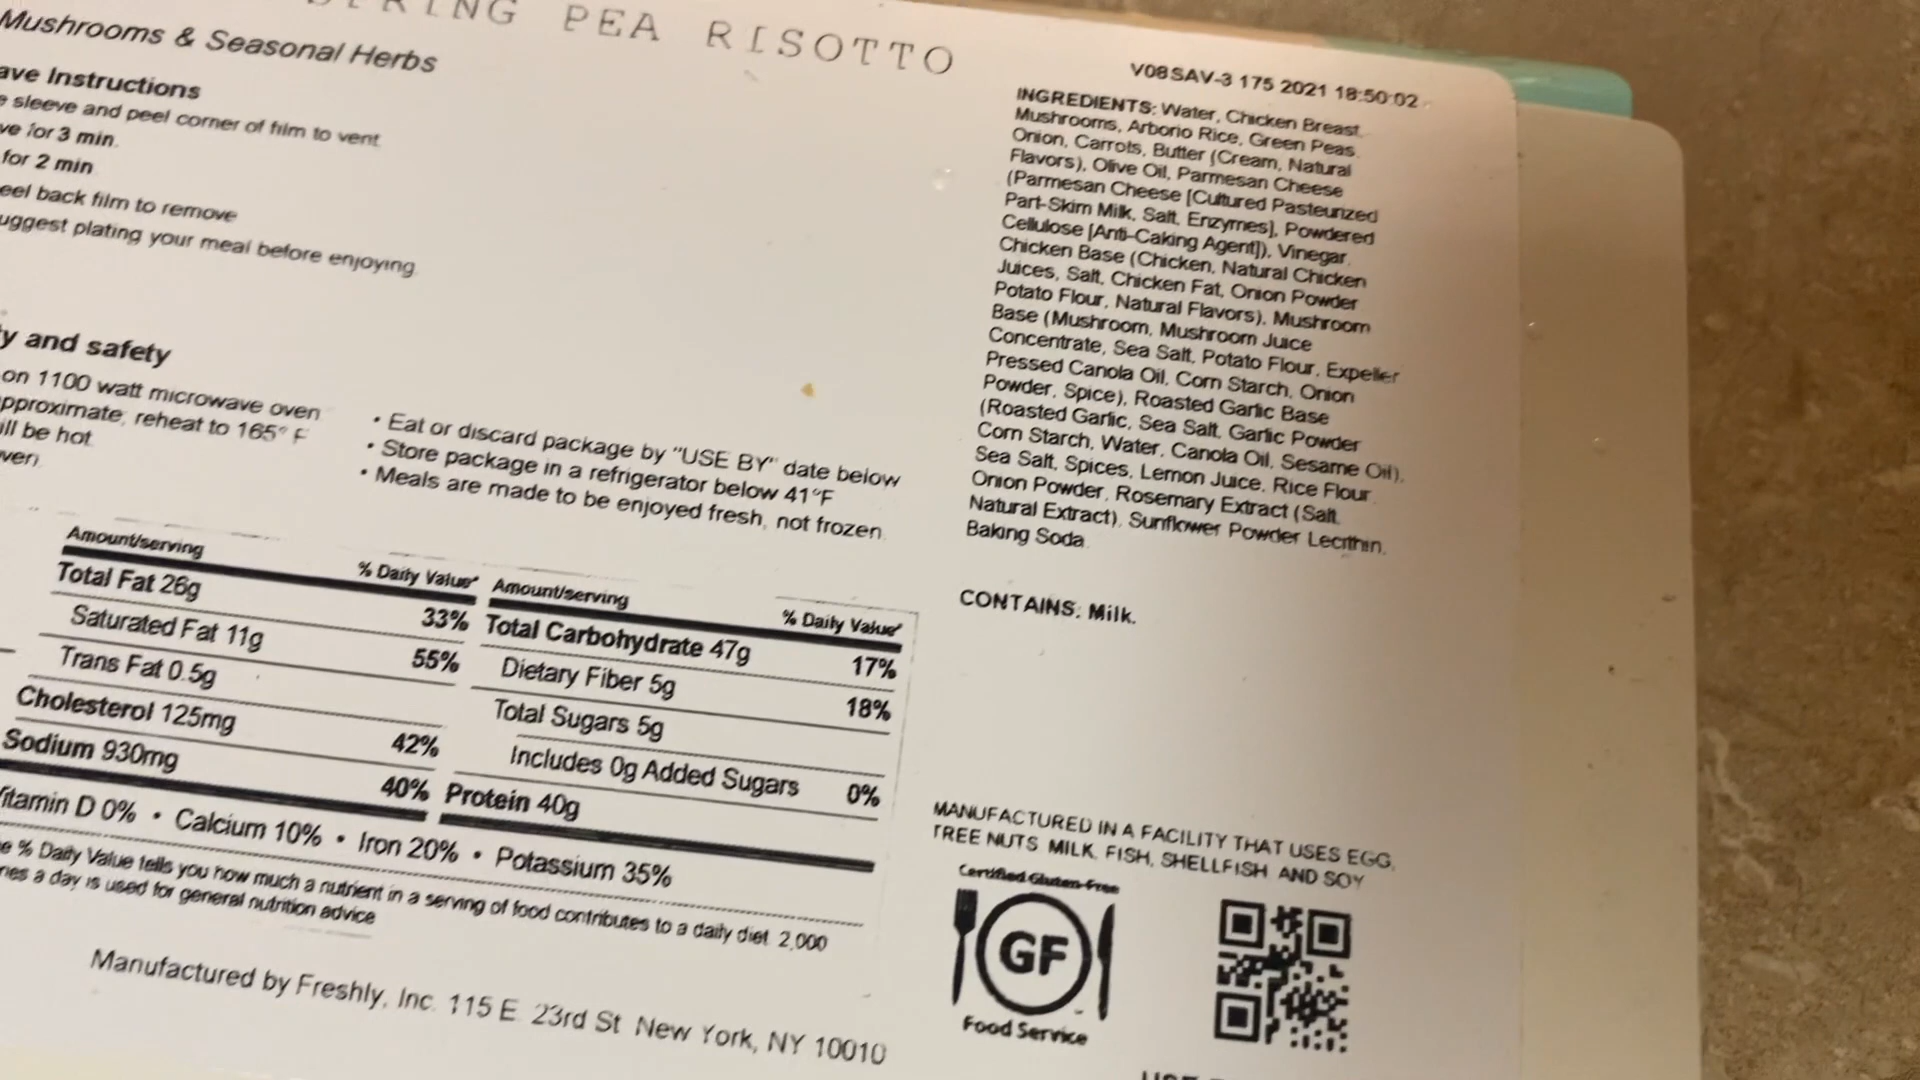 PEA RISOTTO
Mushrooms & Seasonal Herbs
Instructions
sleeve and peel corner of film to vent
for 3 min.
for 2 min
back film to remove
plating your meal before enjoying.
and safety
on 1100 watt microwave oven
reheat to 165° F
be hot.
• Eat or discard package by "USE BY" date below
• Store package in a refrigerator below 41°F
• Meals are made to be enjoyed fresh, not frozen.
Amount/serving % Daily Value*
Total Fat 26g 33%
Saturated Fat 11g 55%
Trans Fat 0.5g
Cholesterol 125mg 42%
Sodium 930mg 40%
Amount/serving % Daily Value*
Total Carbohydrate 47g 17%
Dietary Fiber 5g 18%
Total Sugars 5g
Includes 0g Added Sugars 0%
Protein 40g
D 0% • Calcium 10% • Iron 20% • Potassium 35%
% Daily Value tells you how much a nutrient in a serving of food contributes to a daily diet. 2,000
a day is used for general nutrition advice
Manufactured by Freshly, Inc. 115 E. 23rd St New York, NY 10010
V08SAV-3 175 2021 18:50:02
INGREDIENTS: Water, Chicken Breast,
Mushrooms, Arborio Rice, Green Peas,
Onion, Carrots, Butter (Cream, Natural
Flavors), Olive Oil, Parmesan Cheese
(Parmesan Cheese [Cultured Pasteurized
Part-Skim Milk, Salt, Enzymes], Powdered
Cellulose [Anti-Caking Agent]), Vinegar,
Chicken Base (Chicken, Natural Chicken
Juices, Salt, Chicken Fat, Onion Powder
Potato Flour, Natural Flavors), Mushroom
Base (Mushroom, Mushroom Juice
Concentrate, Sea Salt, Potato Flour, Expeller
Pressed Canola Oil, Corn Starch, Onion
Powder, Spice), Roasted Garlic Base
(Roasted Garlic, Sea Salt, Garlic Powder
Corn Starch, Water, Canola Oil, Sesame Oil),
Sea Salt, Spices, Lemon Juice, Rice Flour,
Onion Powder, Rosemary Extract (Salt,
Natural Extract), Sunflower Powder Lecithin,
Baking Soda.
CONTAINS: Milk.
MANUFACTURED IN A FACILITY THAT USES EGG,
TREE NUTS, MILK, FISH, SHELLFISH AND SOY
Certified Gluten-Free
GF
Food Service